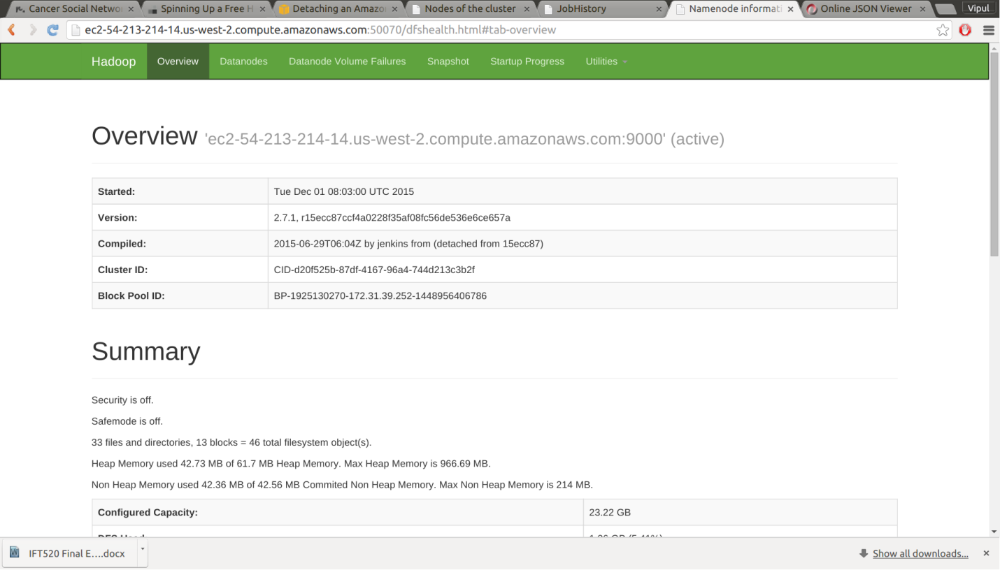 Cancer Social Networ
Spinning Up a Free H
Detaching an Amazo
Nodes of the cluster
JobHistory
Namenode informati
Online JSON Viewer
Vipul
ec2-54-213-214-14.us-west-2.compute.amazonaws.com:50070/dfshealth.html#tab-overview
Hadoop Overview Datanodes Datanode Volume Failures Snapshot Startup Progress Utilities
Overview 'ec2-54-213-214-14.us-west-2.compute.amazonaws.com:9000' (active)
Started: Tue Dec 01 08:03:00 UTC 2015
Version: 2.7.1, r15ecc87ccf4a0228f35af08fc56de536e6ce657a
Compiled: 2015-06-29T06:04Z by jenkins from (detached from 15ecc87)
Cluster ID: CID-d20f525b-87df-4167-96a4-744d213c3b2f
Block Pool ID: BP-1925130270-172.31.39.252-1448956406786
Summary
Security is off.
Safemode is off.
33 files and directories, 13 blocks = 46 total filesystem object(s).
Heap Memory used 42.73 MB of 61.7 MB Heap Memory. Max Heap Memory is 966.69 MB.
Non Heap Memory used 42.36 MB of 42.56 MB Commited Non Heap Memory. Max Non Heap Memory is 214 MB.
Configured Capacity: 23.22 GB
DFS Used:
IFT520 Final E....docx
Show all downloads...